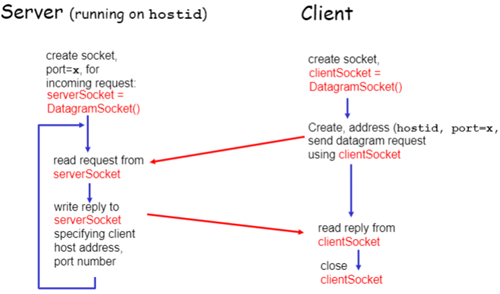 Server (running on hostid)
create socket,
port=x, for
incoming request:
serverSocket =
DatagramSocket()
read request from
serverSocket
write reply to
serverSocket
specifying client
host address,
port number
Client
create socket,
clientSocket =
DatagramSocket()
Create, address (hostid, port=x,
send datagram request
using clientSocket
read reply from
clientSocket
close
clientSocket